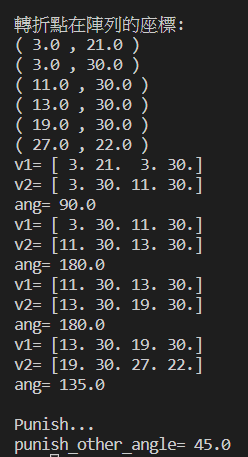 轉折點在陣列的座標:
( 3.0 , 21.0 )
( 3.0 , 30.0 )
( 11.0 , 30.0 )
( 13.0 , 30.0 )
( 19.0 , 30.0 )
( 27.0 , 22.0 )
v1= [ 3. 21.  3. 30.]
v2= [ 3. 30. 11. 30.]
ang= 90.0
v1= [ 3. 30. 11. 30.]
v2= [11. 30. 13. 30.]
ang= 180.0
v1= [11. 30. 13. 30.]
v2= [13. 30. 19. 30.]
ang= 180.0
v1= [13. 30. 19. 30.]
v2= [19. 30. 27. 22.]
ang= 135.0
Punish...
punish_other_angle= 45.0